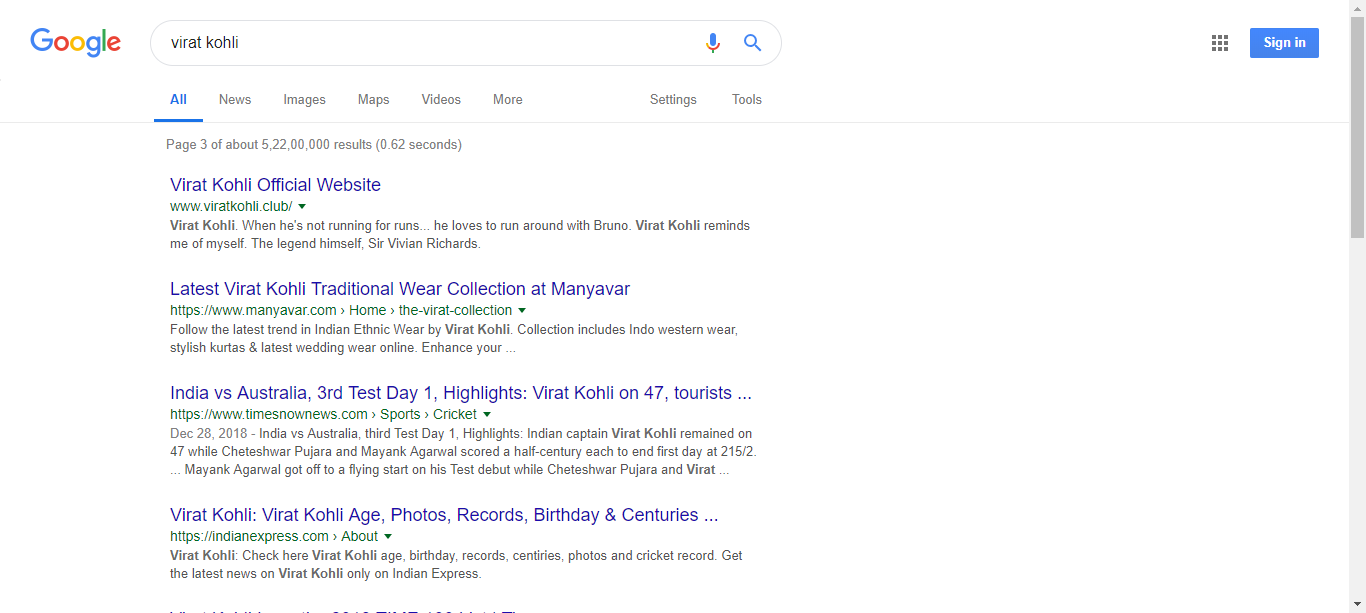 Google
virat kohli
Sign in
All News Images Maps Videos More Settings Tools
Page 3 of about 5,22,00,000 results (0.62 seconds)
Virat Kohli Official Website
www.viratkohli.club/
Virat Kohli. When he's not running for runs... he loves to run around with Bruno. Virat Kohli reminds
me of myself. The legend himself, Sir Vivian Richards.
Latest Virat Kohli Traditional Wear Collection at Manyavar
https://www.manyavar.com › Home › the-virat-collection
Follow the latest trend in Indian Ethnic Wear by Virat Kohli. Collection includes Indo western wear,
stylish kurtas & latest wedding wear online. Enhance your ...
India vs Australia, 3rd Test Day 1, Highlights: Virat Kohli on 47, tourists ...
https://www.timesnownews.com › Sports › Cricket
Dec 28, 2018 - India vs Australia, third Test Day 1, Highlights: Indian captain Virat Kohli remained on
47 while Cheteshwar Pujara and Mayank Agarwal scored a half-century each to end first day at 215/2.
... Mayank Agarwal got off to a flying start on his Test debut while Cheteshwar Pujara and Virat ...
Virat Kohli: Virat Kohli Age, Photos, Records, Birthday & Centuries ...
https://indianexpress.com › About
Virat Kohli: Check here Virat Kohli age, birthday, records, centiries, photos and cricket record. Get
the latest news on Virat Kohli only on Indian Express.